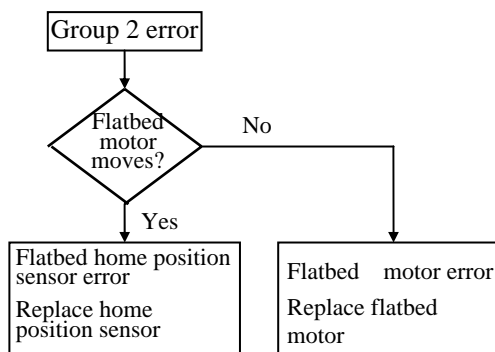 Group 2 error
Flatbed
motor
moves?
No
Yes
Flatbed home position
sensor error
Replace home
position sensor
Flatbed motor error
Replace flatbed
motor